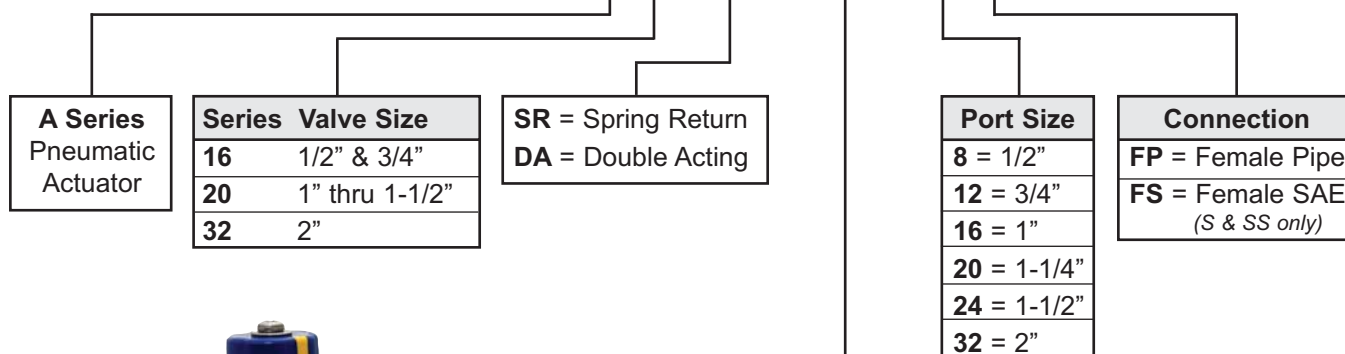 A Series
Pneumatic
Actuator
Series Valve Size
16 1/2” & 3/4”
20 1” thru 1-1/2”
32 2”
SR = Spring Return
DA = Double Acting
Port Size
8 = 1/2”
12 = 3/4”
16 = 1”
20 = 1-1/4”
24 = 1-1/2”
32 = 2”
Connection
FP = Female Pipe
FS = Female SAE
(S & SS only)